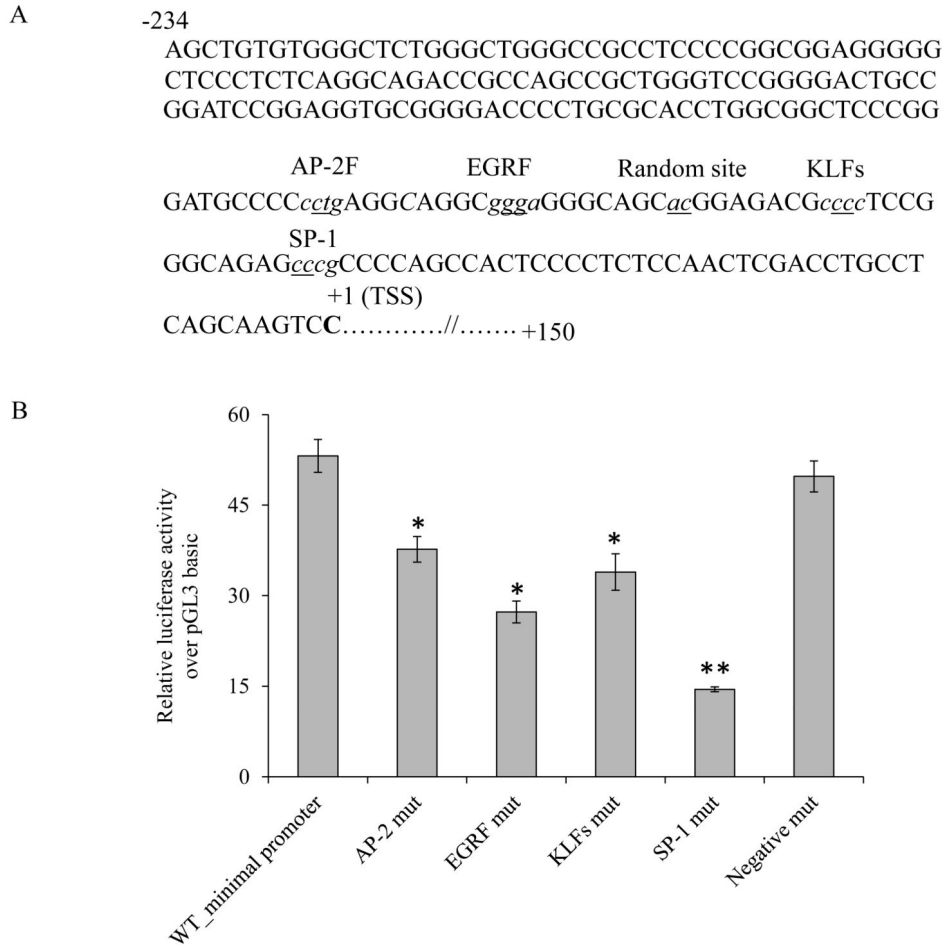 A
-234
AGCTGTGTGGGCTCTGGGCTGGGCCGCCTCCCCGGCGGAGGGGG
CTCCCTCTCAGGCAGACCGCCAGCCGCTGGGTCCGGGGACTGCC
GGATCCGGAGGTGCGGGGACCCCTGCGCACCTGGCGGCTCCCGG
AP-2F EGRF Random site KLFs
GATGCCCCcctgAGGCAGGCgggaGGGCAGCacGGAGACGccccTCCG
SP-1
GGCAGAGcccgCCCCAGCCACTCCCCTCTCCAACTCGACCTGCCT
+1 (TSS)
CAGCAAGTCC............//....... +150
B
Relative luciferase activity
over pGL3 basic
60
45
30
15
0
* * * **
WT_minimal promoter
AP-2 mut
EGRF mut
KLFs mut
SP-1 mut
Negative mut